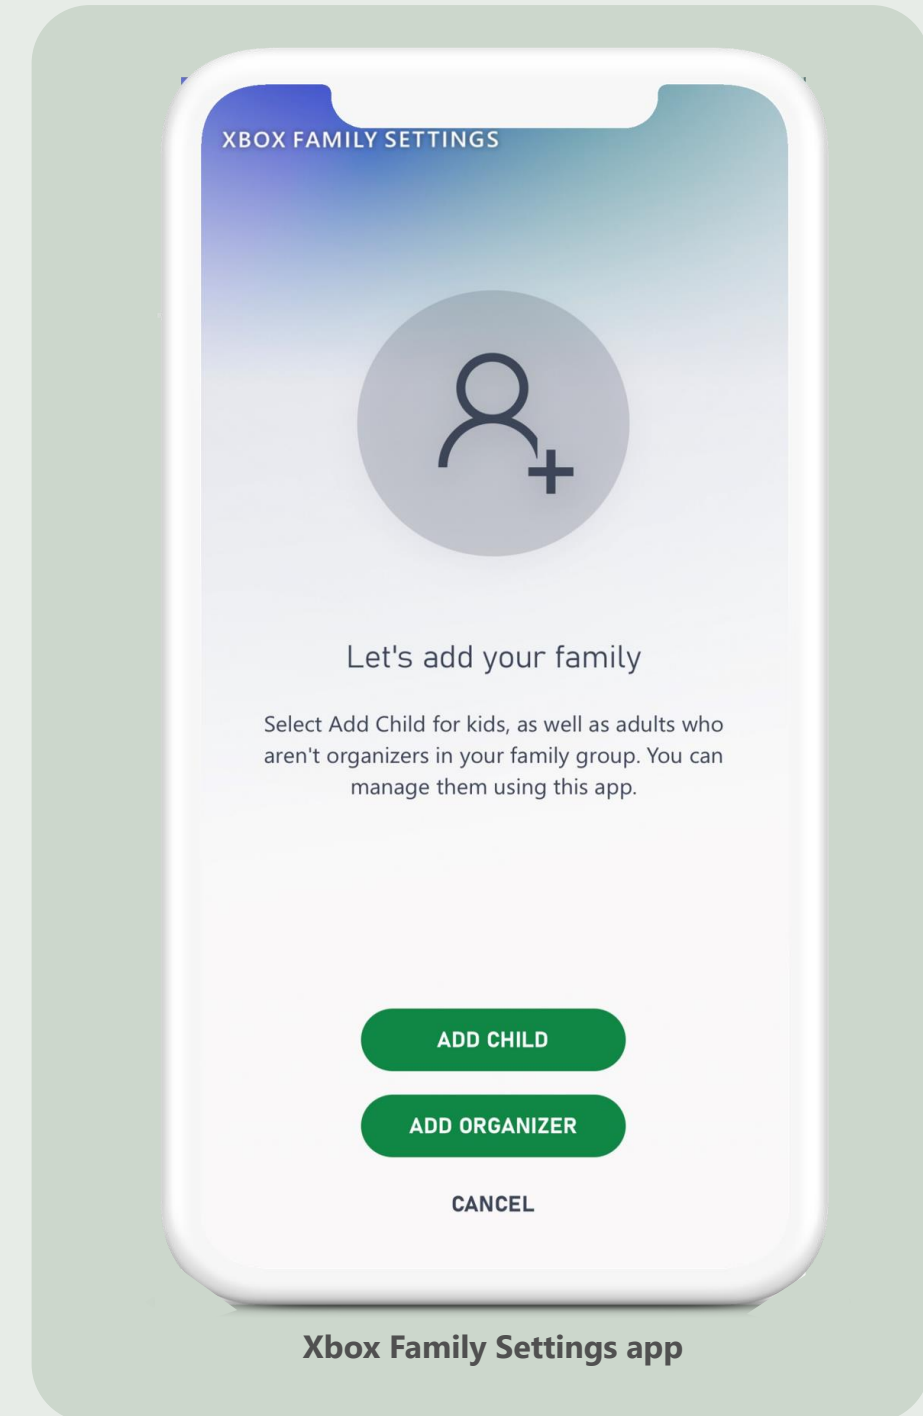 XBOX FAMILY SETTINGS
Let's add your family
Select Add Child for kids, as well as adults who
aren't organizers in your family group. You can
manage them using this app.
ADD CHILD
ADD ORGANIZER
CANCEL
Xbox Family Settings app